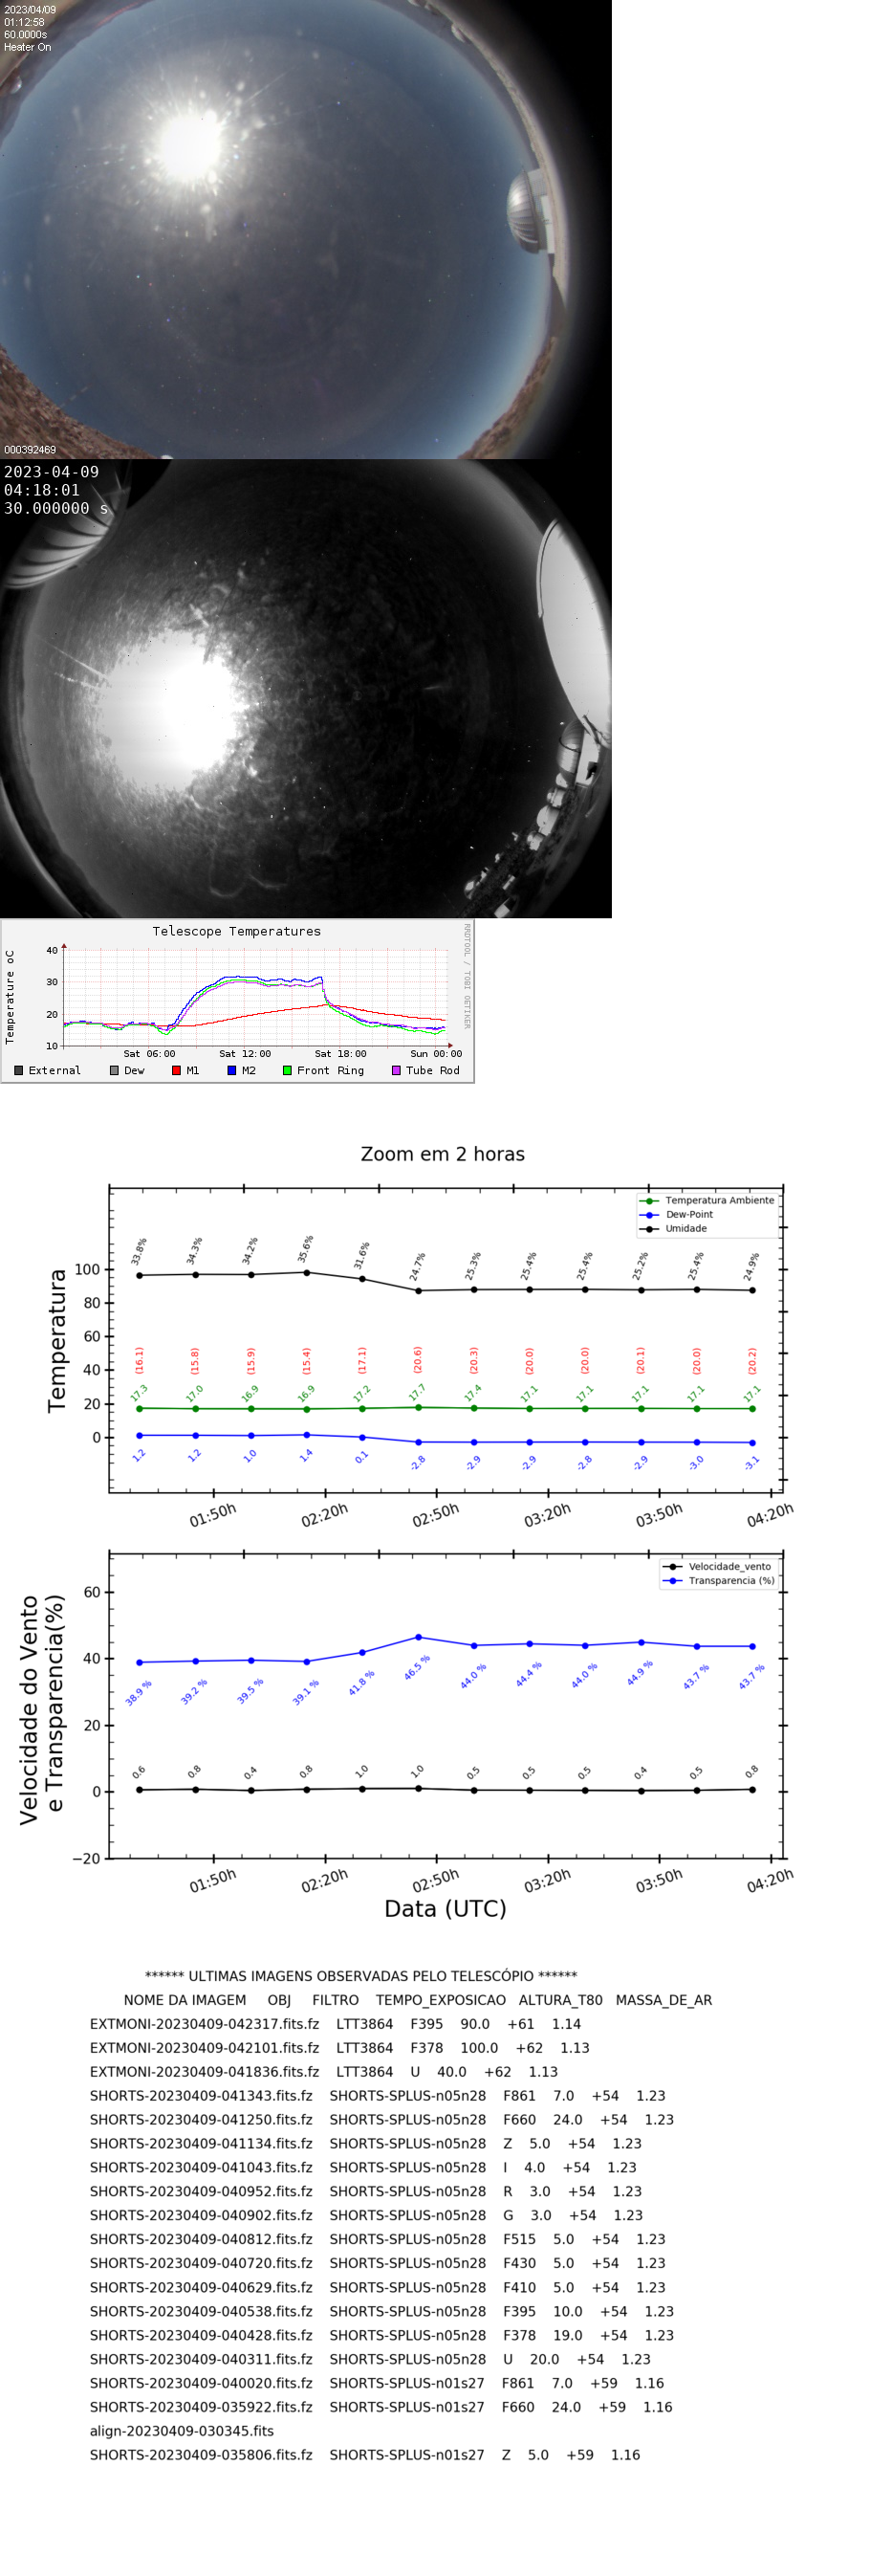 2023/04/09
01:12:58
60.0000s
Heater On
000392469
2023-04-09
04:18:01
30.000000 s
Telescope Temperatures
RRDTOOL / TOBI OETIKER
Temperature oC
40
30
20
10
Sat 06:00 Sat 12:00 Sat 18:00 Sun 00:00
External Dew M1 M2 Front Ring Tube Rod
Zoom em 2 horas
Temperatura Ambiente
Dew-Point
Umidade
Temperatura
100
80
60
40
20
0
33.8% 34.3% 34.2% 35.6% 31.6% 24.7% 25.3% 25.4% 25.4% 25.2% 25.4% 24.9%
(16.1) (15.8) (15.9) (15.4) (17.1) (20.6) (20.3) (20.0) (20.0) (20.1) (20.0) (20.2)
17.3 17.0 16.9 16.9 17.2 17.7 17.4 17.1 17.1 17.1 17.1 17.1
1.2 1.2 1.0 1.4 0.1 -2.8 -2.9 -2.9 -2.8 -2.9 -3.0 -3.1
01:50h 02:20h 02:50h 03:20h 03:50h 04:20h
Velocidade_vento
Transparencia (%)
Velocidade do Vento
e Transparencia(%)
60
40
20
0
−20
38.9 % 39.2 % 39.5 % 39.1 % 41.8 % 46.5 % 44.0 % 44.4 % 44.0 % 44.9 % 43.7 % 43.7 %
0.6 0.8 0.4 0.8 1.0 1.0 0.5 0.5 0.5 0.4 0.5 0.8
01:50h 02:20h 02:50h 03:20h 03:50h 04:20h
Data (UTC)
****** ULTIMAS IMAGENS OBSERVADAS PELO TELESCÓPIO ******
NOME DA IMAGEM OBJ FILTRO TEMPO_EXPOSICAO ALTURA_T80 MASSA_DE_AR
EXTMONI-20230409-042317.fits.fz LTT3864 F395 90.0 +61 1.14
EXTMONI-20230409-042101.fits.fz LTT3864 F378 100.0 +62 1.13
EXTMONI-20230409-041836.fits.fz LTT3864 U 40.0 +62 1.13
SHORTS-20230409-041343.fits.fz SHORTS-SPLUS-n05n28 F861 7.0 +54 1.23
SHORTS-20230409-041250.fits.fz SHORTS-SPLUS-n05n28 F660 24.0 +54 1.23
SHORTS-20230409-041134.fits.fz SHORTS-SPLUS-n05n28 Z 5.0 +54 1.23
SHORTS-20230409-041043.fits.fz SHORTS-SPLUS-n05n28 I 4.0 +54 1.23
SHORTS-20230409-040952.fits.fz SHORTS-SPLUS-n05n28 R 3.0 +54 1.23
SHORTS-20230409-040902.fits.fz SHORTS-SPLUS-n05n28 G 3.0 +54 1.23
SHORTS-20230409-040812.fits.fz SHORTS-SPLUS-n05n28 F515 5.0 +54 1.23
SHORTS-20230409-040720.fits.fz SHORTS-SPLUS-n05n28 F430 5.0 +54 1.23
SHORTS-20230409-040629.fits.fz SHORTS-SPLUS-n05n28 F410 5.0 +54 1.23
SHORTS-20230409-040538.fits.fz SHORTS-SPLUS-n05n28 F395 10.0 +54 1.23
SHORTS-20230409-040428.fits.fz SHORTS-SPLUS-n05n28 F378 19.0 +54 1.23
SHORTS-20230409-040311.fits.fz SHORTS-SPLUS-n05n28 U 20.0 +54 1.23
SHORTS-20230409-040020.fits.fz SHORTS-SPLUS-n01s27 F861 7.0 +59 1.16
SHORTS-20230409-035922.fits.fz SHORTS-SPLUS-n01s27 F660 24.0 +59 1.16
align-20230409-030345.fits
SHORTS-20230409-035806.fits.fz SHORTS-SPLUS-n01s27 Z 5.0 +59 1.16